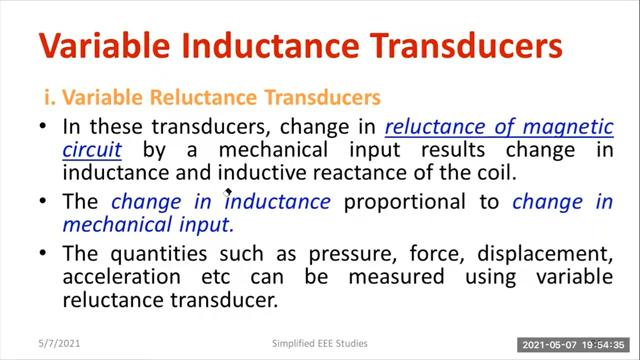 Variable Inductance Transducers
i. Variable Reluctance Transducers
• In these transducers, change in reluctance of magnetic
circuit by a mechanical input results change in
inductance and inductive reactance of the coil.
• The change in inductance proportional to change in
mechanical input.
• The quantities such as pressure, force, displacement,
acceleration etc can be measured using variable
reluctance transducer.
5/7/2021 Simplified EEE Studies 2021-05-07 19:54:35